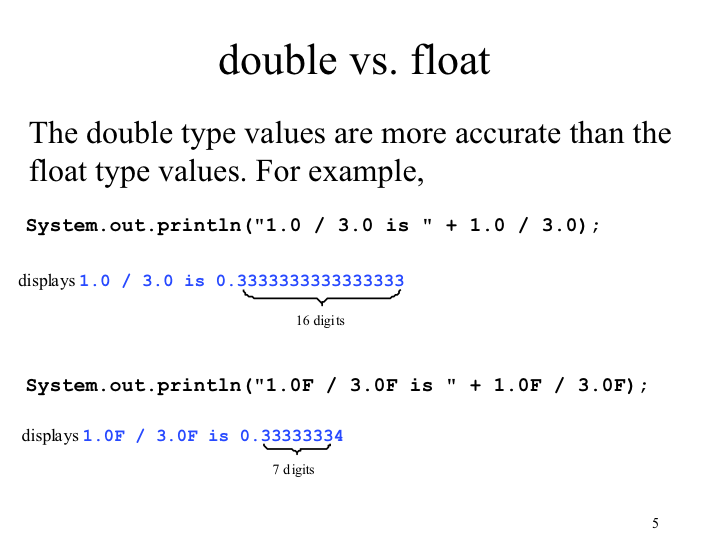 double vs. float
The double type values are more accurate than the
float type values. For example,
System.out.println("1.0 / 3.0 is " + 1.0 / 3.0);
displays 1.0 / 3.0 is 0.3333333333333333
16 digits
System.out.println("1.0F / 3.0F is " + 1.0F / 3.0F);
displays 1.0F / 3.0F is 0.33333334
7 digits
5